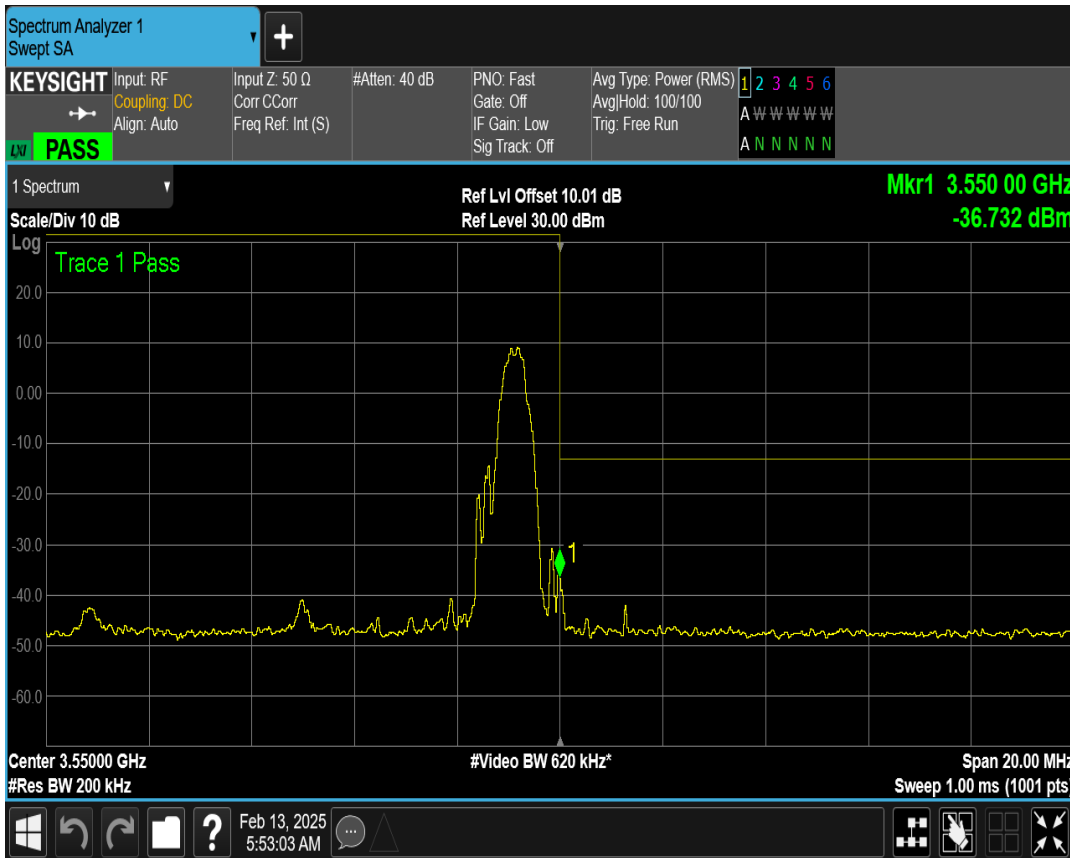 Spectrum Analyzer 1
Swept SA
+
KEYSIGHT
LXI
PASS
Input: RF
Coupling: DC
Align: Auto
Input Z: 50 Ω
Corr CCorr
Freq Ref: Int (S)
#Atten: 40 dB
PNO: Fast
Gate: Off
IF Gain: Low
Sig Track: Off
Avg Type: Power (RMS)
Avg|Hold: 100/100
Trig: Free Run
1 2 3 4 5 6
A W W W W W
A N N N N N
1 Spectrum
Scale/Div 10 dB
Ref Lvl Offset 10.01 dB
Ref Level 30.00 dBm
Mkr1 3.550 00 GHz
-36.732 dBm
Log
Trace 1 Pass
20.0
10.0
0.00
-10.0
-20.0
-30.0
-40.0
-50.0
-60.0
1
Center 3.55000 GHz
#Res BW 200 kHz
#Video BW 620 kHz*
Span 20.00 MHz
Sweep 1.00 ms (1001 pts)
?
Feb 13, 2025
5:53:03 AM